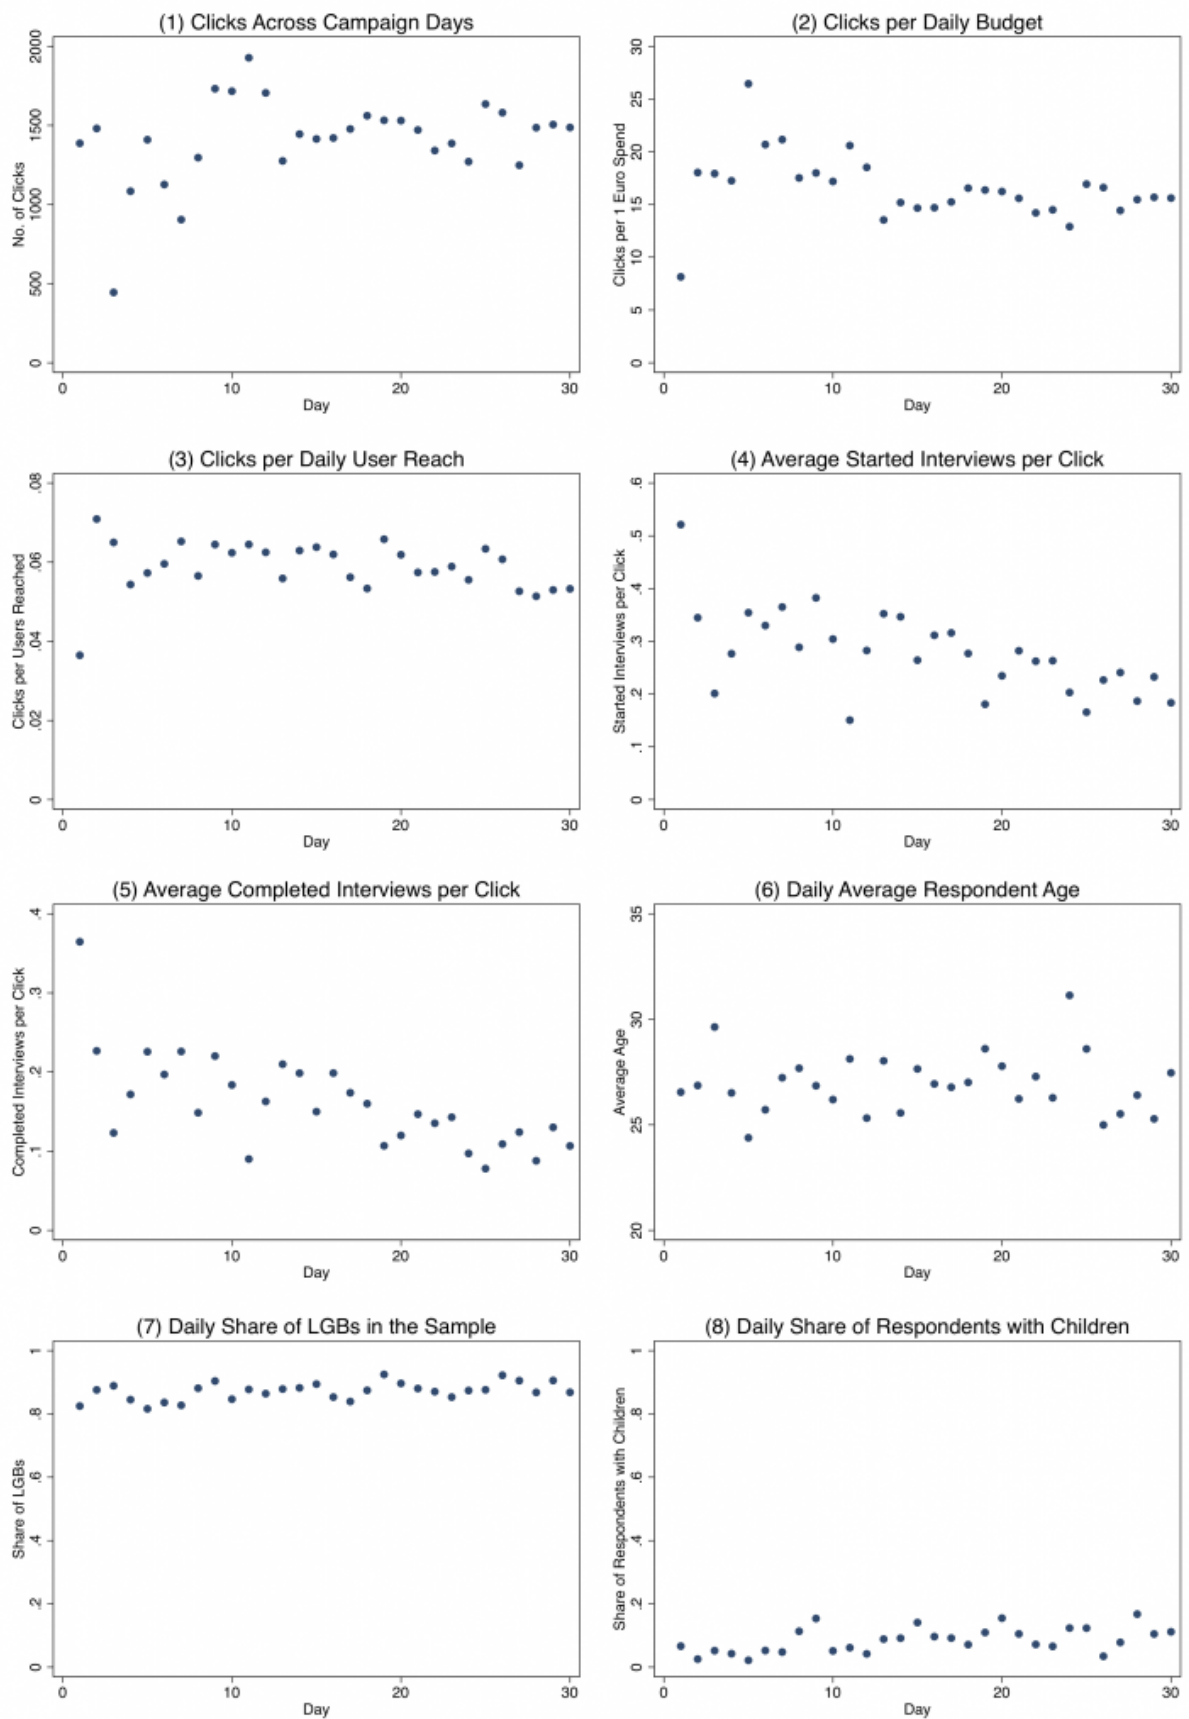 (1) Clicks Across Campaign Days
No. of Clicks
2000
1500
1000
500
0
0 10 20 30
Day
(2) Clicks per Daily Budget
Clicks per 1 Euro Spend
30
25
20
15
10
5
0
0 10 20 30
Day
(3) Clicks per Daily User Reach
Clicks per Users Reached
.08
.06
.04
.02
0
0 10 20 30
Day
(4) Average Started Interviews per Click
Started Interviews per Click
.6
.5
.4
.3
.2
.1
0
0 10 20 30
Day
(5) Average Completed Interviews per Click
Completed Interviews per Click
.4
.3
.2
.1
0
0 10 20 30
Day
(6) Daily Average Respondent Age
Average Age
35
30
25
20
0 10 20 30
Day
(7) Daily Share of LGBs in the Sample
Share of LGBs
1
.8
.6
.4
.2
0
0 10 20 30
Day
(8) Daily Share of Respondents with Children
Share of Respondents with Children
1
.8
.6
.4
.2
0
0 10 20 30
Day